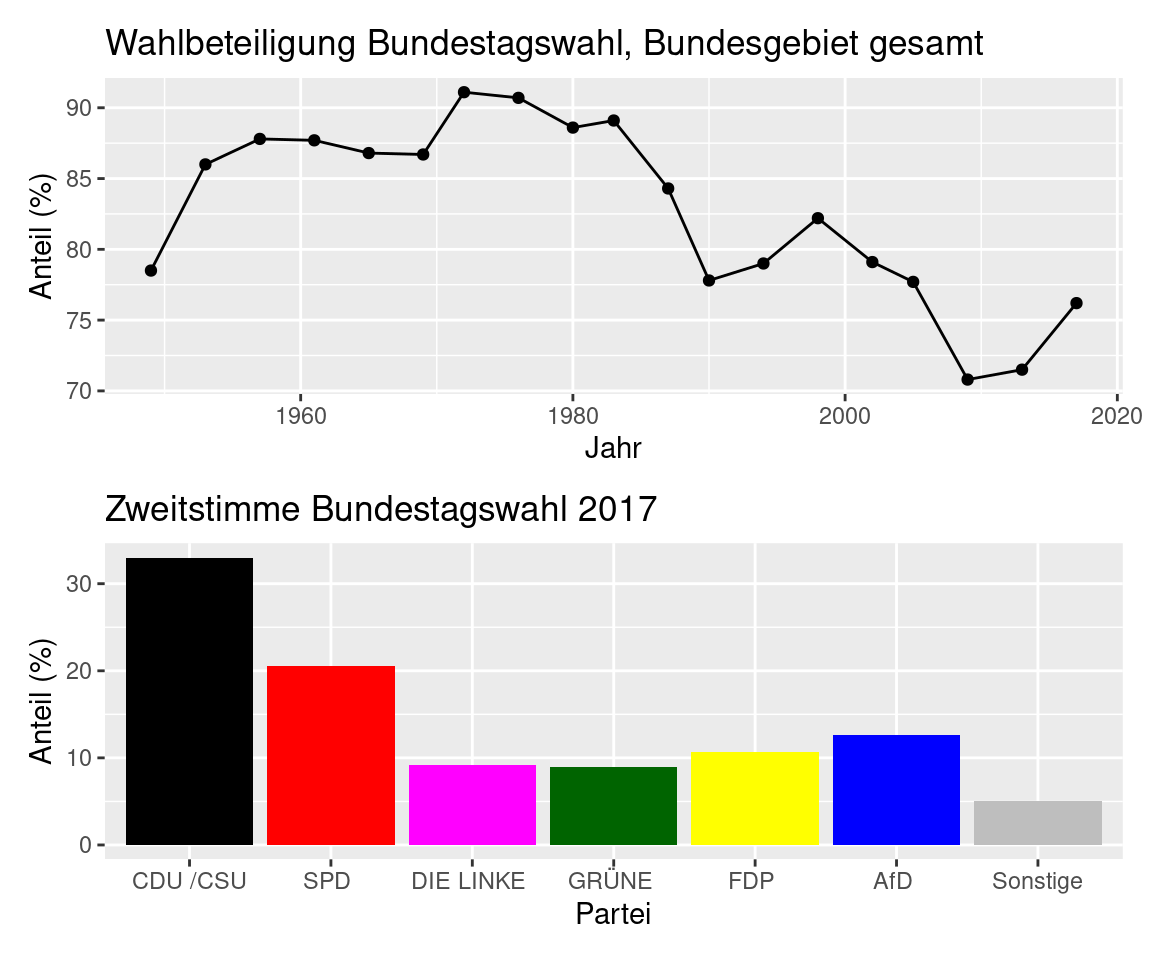 Wahlbeteiligung Bundestagswahl, Bundesgebiet gesamt
Anteil (%)
90
85
80
75
70
1960 1980 2000 2020
Jahr
Zweitstimme Bundestagswahl 2017
Anteil (%)
30
20
10
0
CDU /CSU SPD DIE LINKE GRÜNE FDP AfD Sonstige
Partei